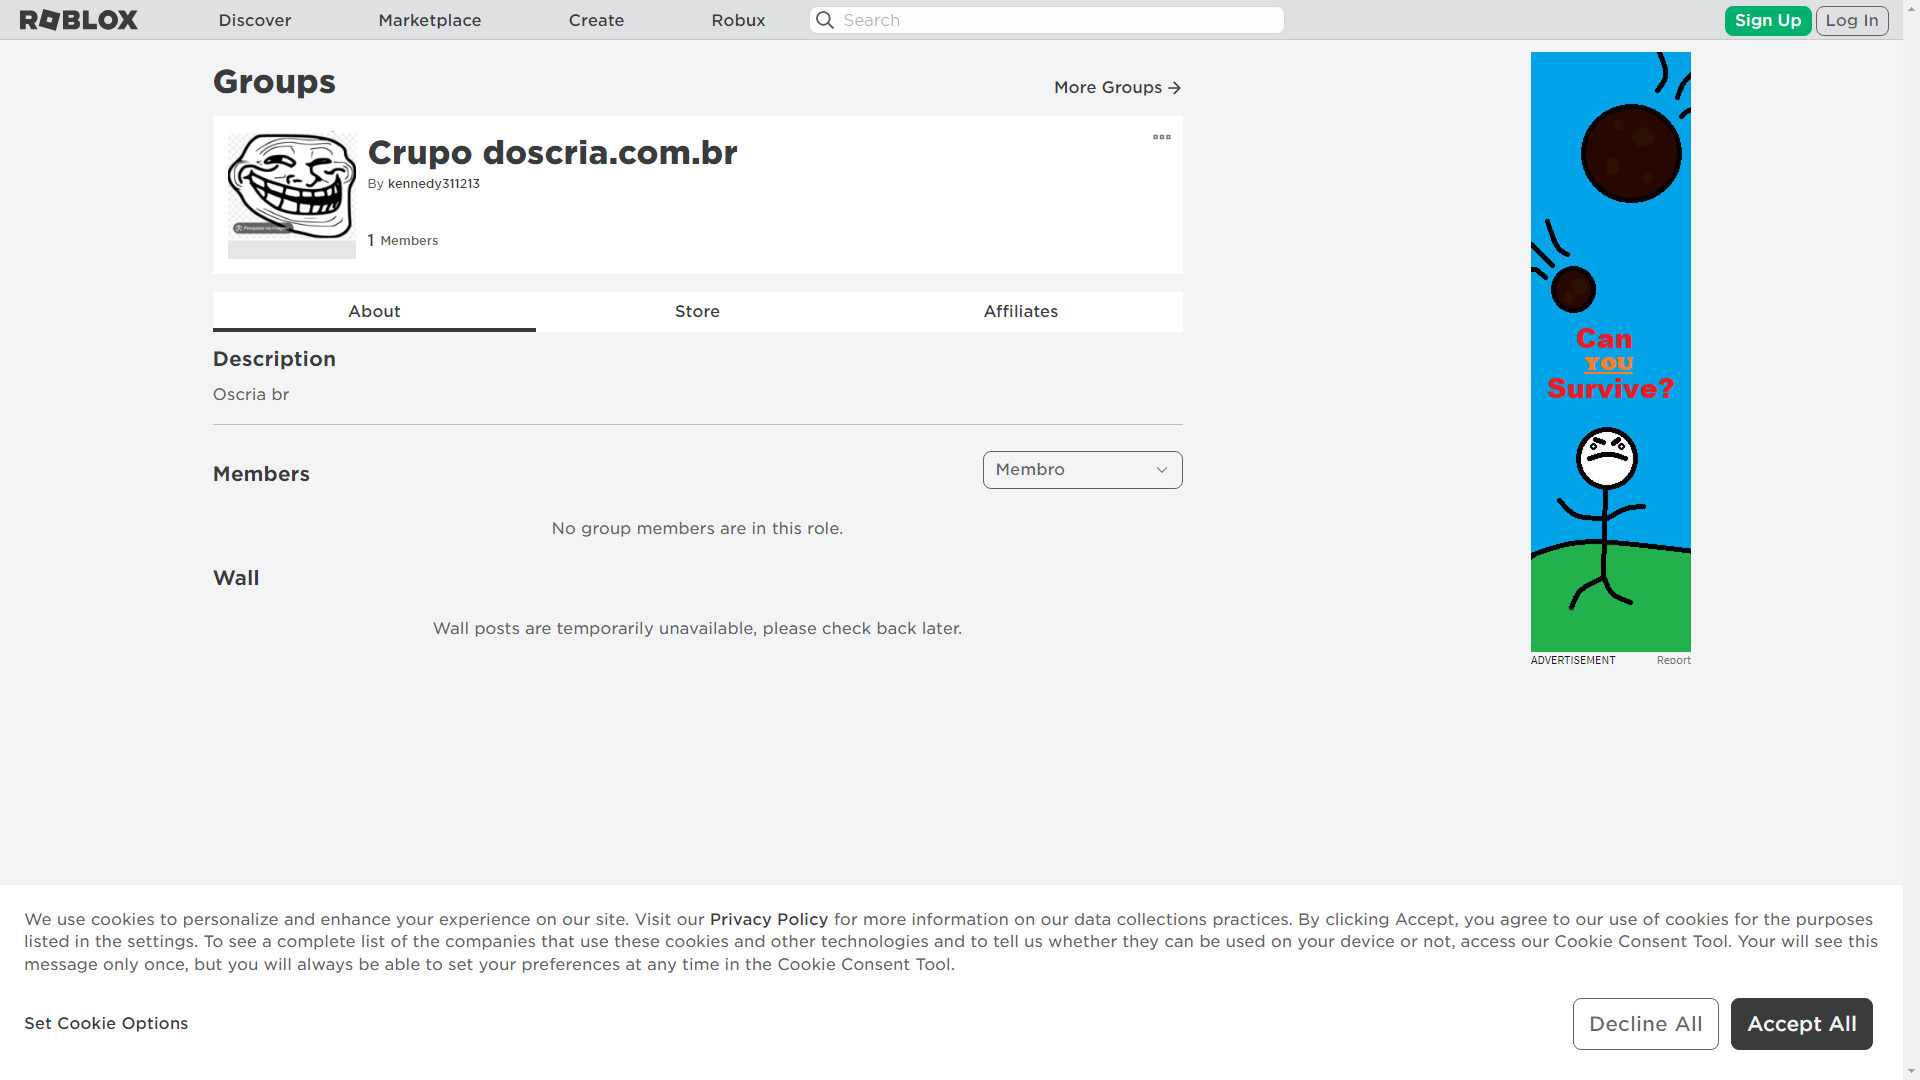 ROBLOX
Discover
Marketplace
Create
Robux
Search
Sign Up
Log In
Groups
More Groups
Crupo doscria.com.br
By kennedy311213
1 Members
About
Store
Affiliates
Description
Oscria br
Members
Membro
No group members are in this role.
Wall
Wall posts are temporarily unavailable, please check back later.
Can
YOU
Survive?
ADVERTISEMENT
Report
We use cookies to personalize and enhance your experience on our site. Visit our Privacy Policy for more information on our data collections practices. By clicking Accept, you agree to our use of cookies for the purposes
listed in the settings. To see a complete list of the companies that use these cookies and other technologies and to tell us whether they can be used on your device or not, access our Cookie Consent Tool. Your will see this
message only once, but you will always be able to set your preferences at any time in the Cookie Consent Tool.
Set Cookie Options
Decline All
Accept All